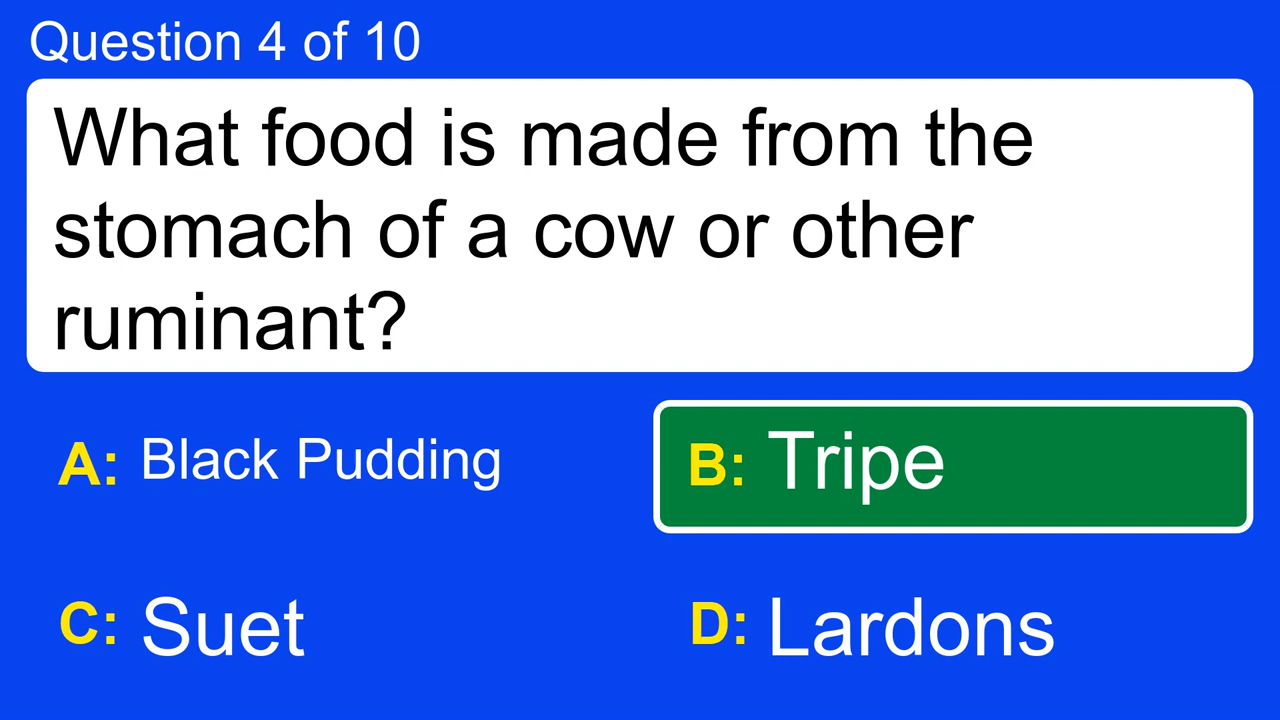 Question 4 of 10
What food is made from the
stomach of a cow or other
ruminant?
A: Black Pudding
B: Tripe
C: Suet
D: Lardons